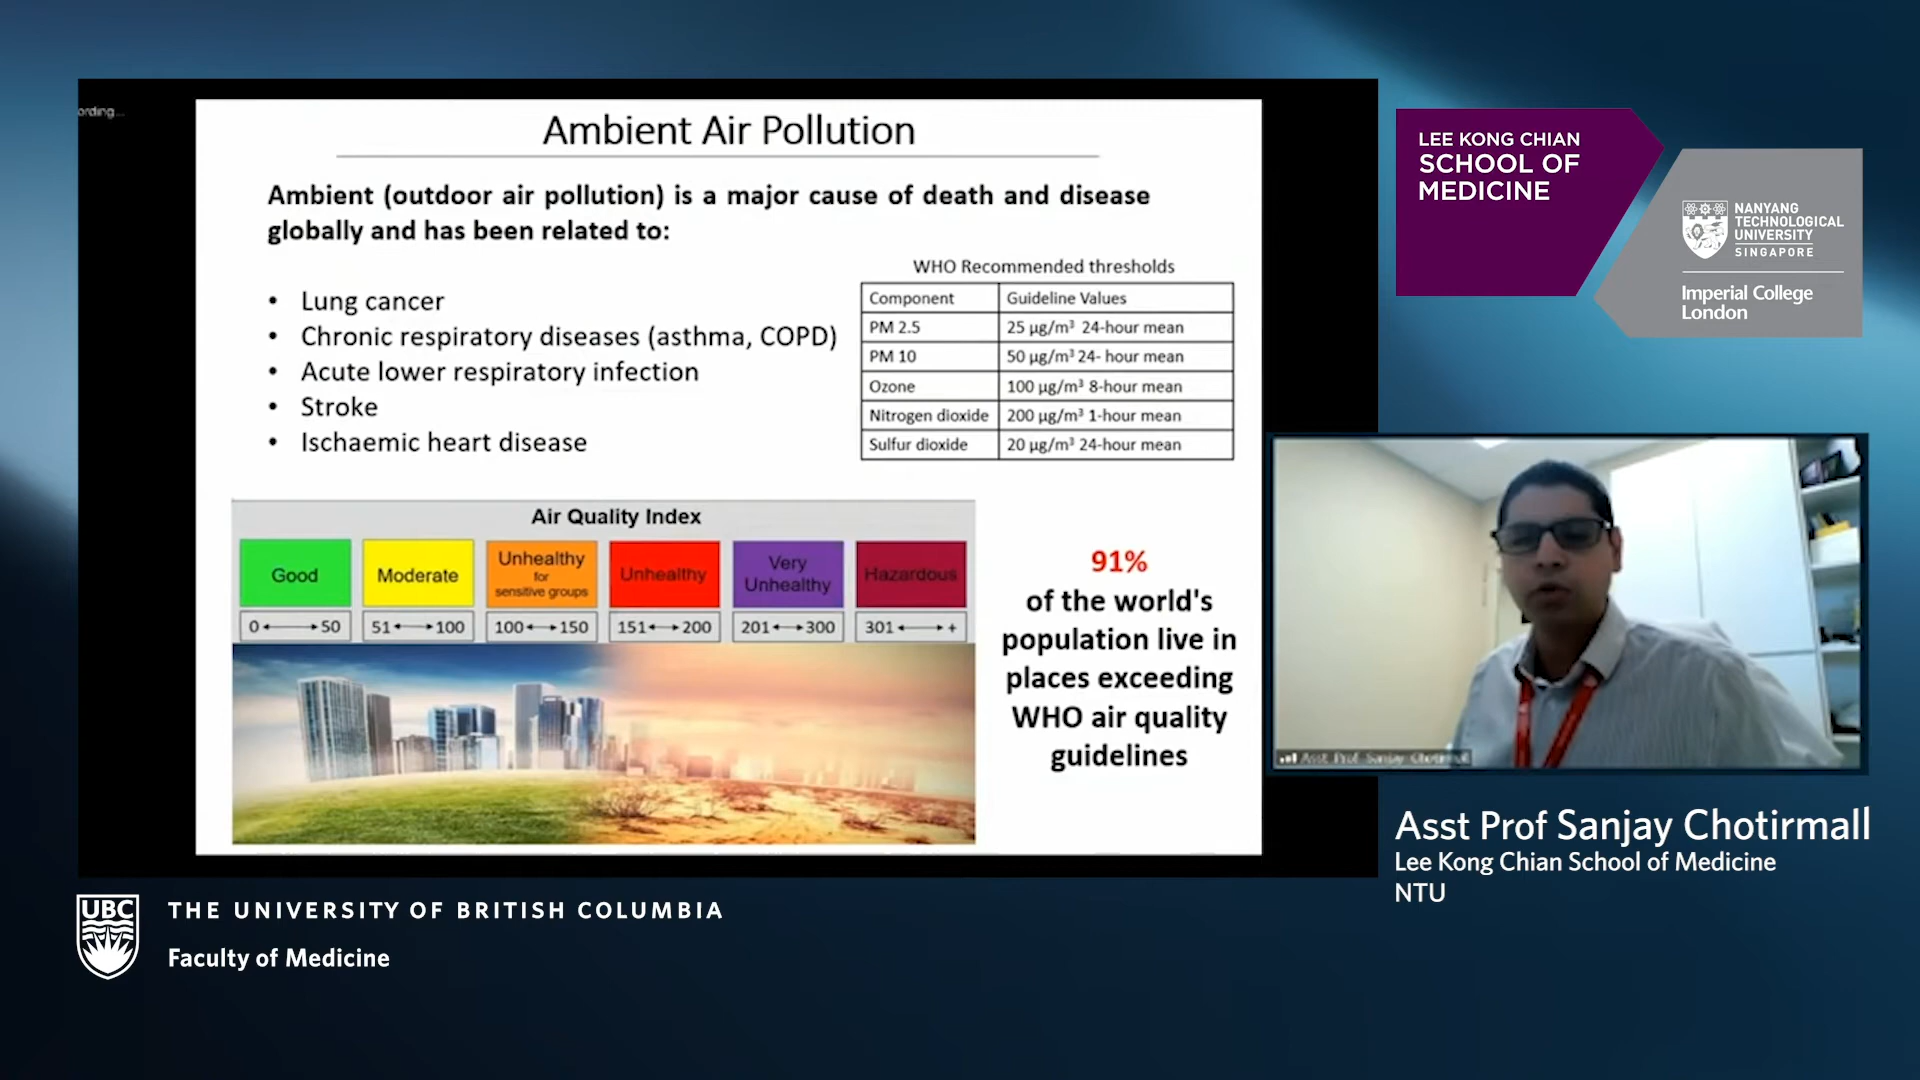 ording...
Ambient Air Pollution
Ambient (outdoor air pollution) is a major cause of death and disease
globally and has been related to:
• Lung cancer
• Chronic respiratory diseases (asthma, COPD)
• Acute lower respiratory infection
• Stroke
• Ischaemic heart disease
WHO Recommended thresholds
Component Guideline Values
PM 2.5 25 µg/m³ 24-hour mean
PM 10 50 µg/m³ 24- hour mean
Ozone 100 µg/m³ 8-hour mean
Nitrogen dioxide 200 µg/m³ 1-hour mean
Sulfur dioxide 20 µg/m³ 24-hour mean
Air Quality Index
Good
Moderate
Unhealthy
for
sensitive groups
Unhealthy
Very
Unhealthy
Hazardous
0 ←→ 50
51 ←→ 100
100 ←→ 150
151 ←→ 200
201 ←→ 300
301 ←→ +
91%
of the world's
population live in
places exceeding
WHO air quality
guidelines
LEE KONG CHIAN
SCHOOL OF
MEDICINE
NANYANG
TECHNOLOGICAL
UNIVERSITY
SINGAPORE
Imperial College
London
Asst Prof Sanjay Chotirmall
Asst Prof Sanjay Chotirmall
Lee Kong Chian School of Medicine
NTU
UBC
THE UNIVERSITY OF BRITISH COLUMBIA
Faculty of Medicine